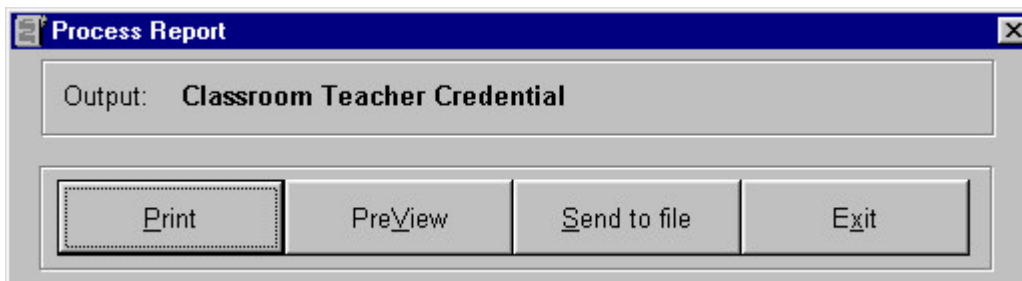 Process Report
Output: Classroom Teacher Credential
Print PreView Send to file Exit